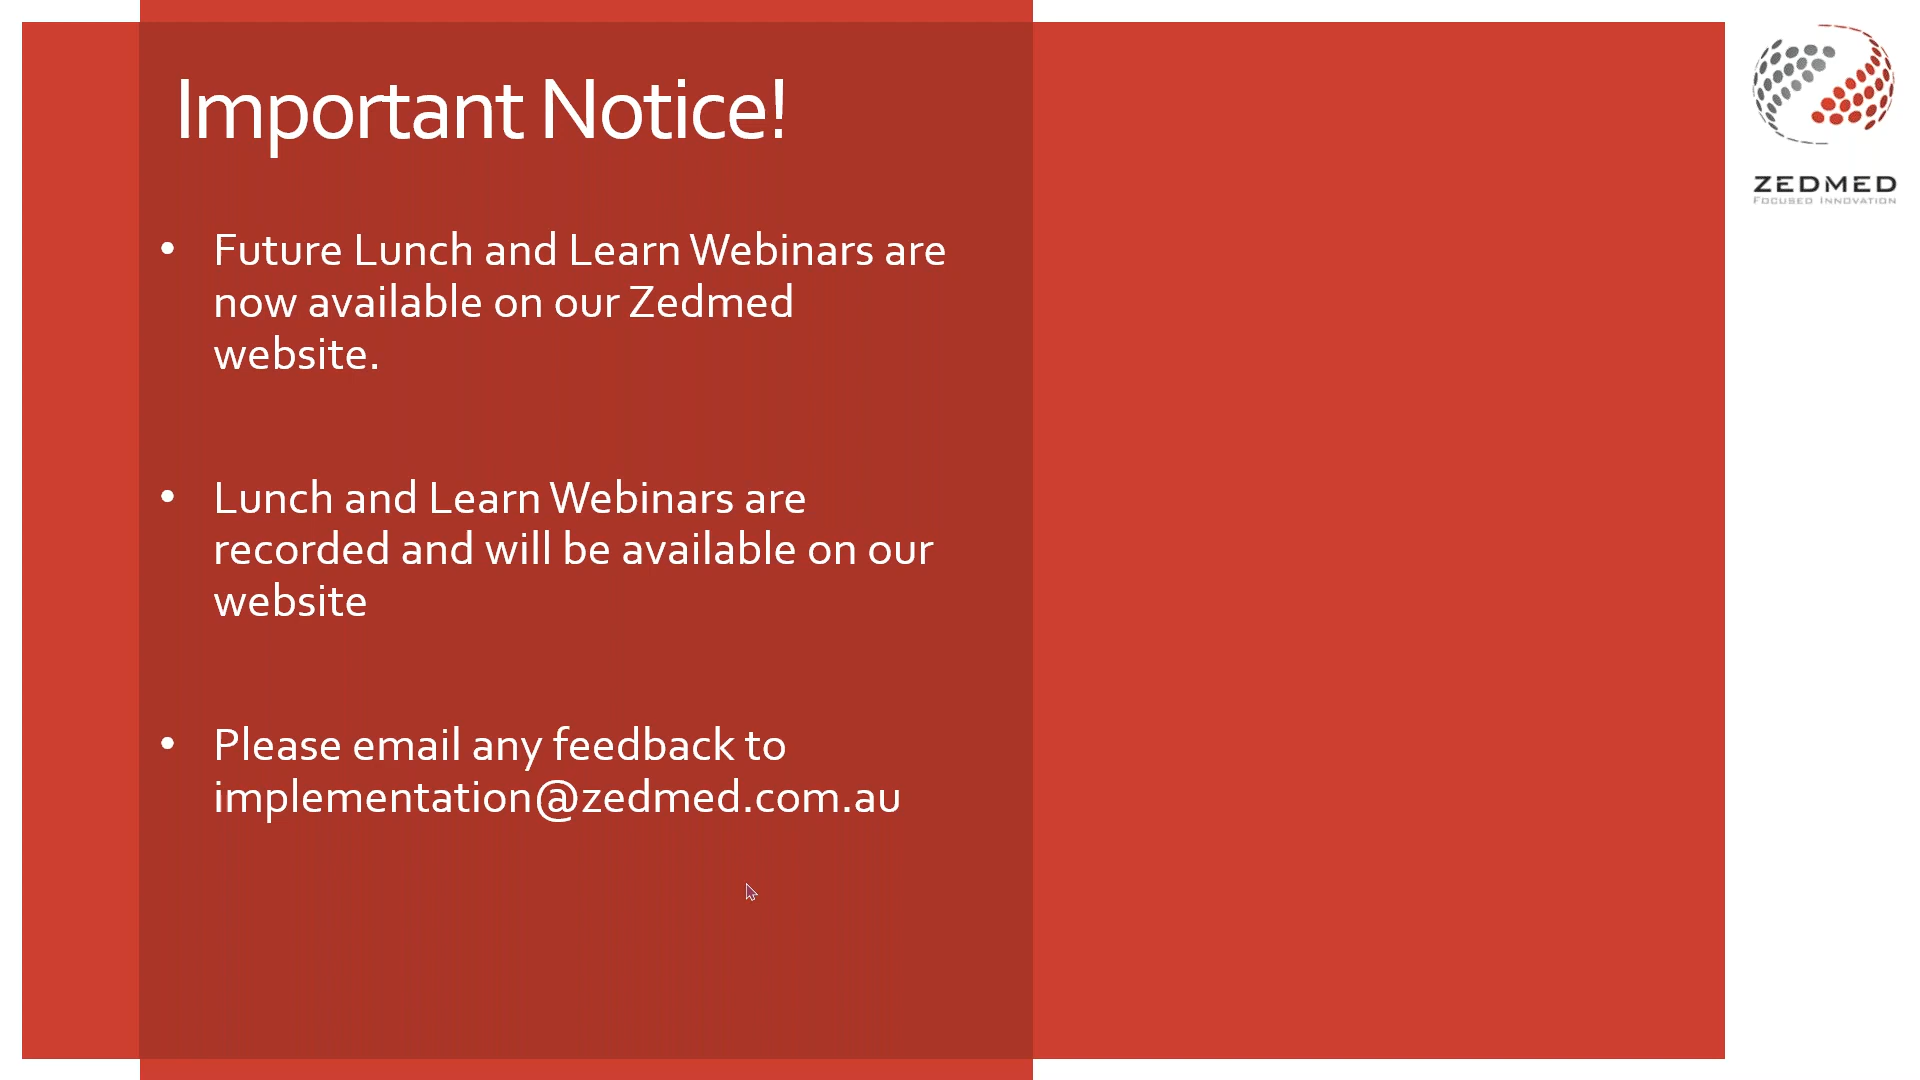 Important Notice!
• Future Lunch and Learn Webinars are
now available on our Zedmed
website.
• Lunch and Learn Webinars are
recorded and will be available on our
website
• Please email any feedback to
implementation@zedmed.com.au
ZEDMED
FOCUSED INNOVATION